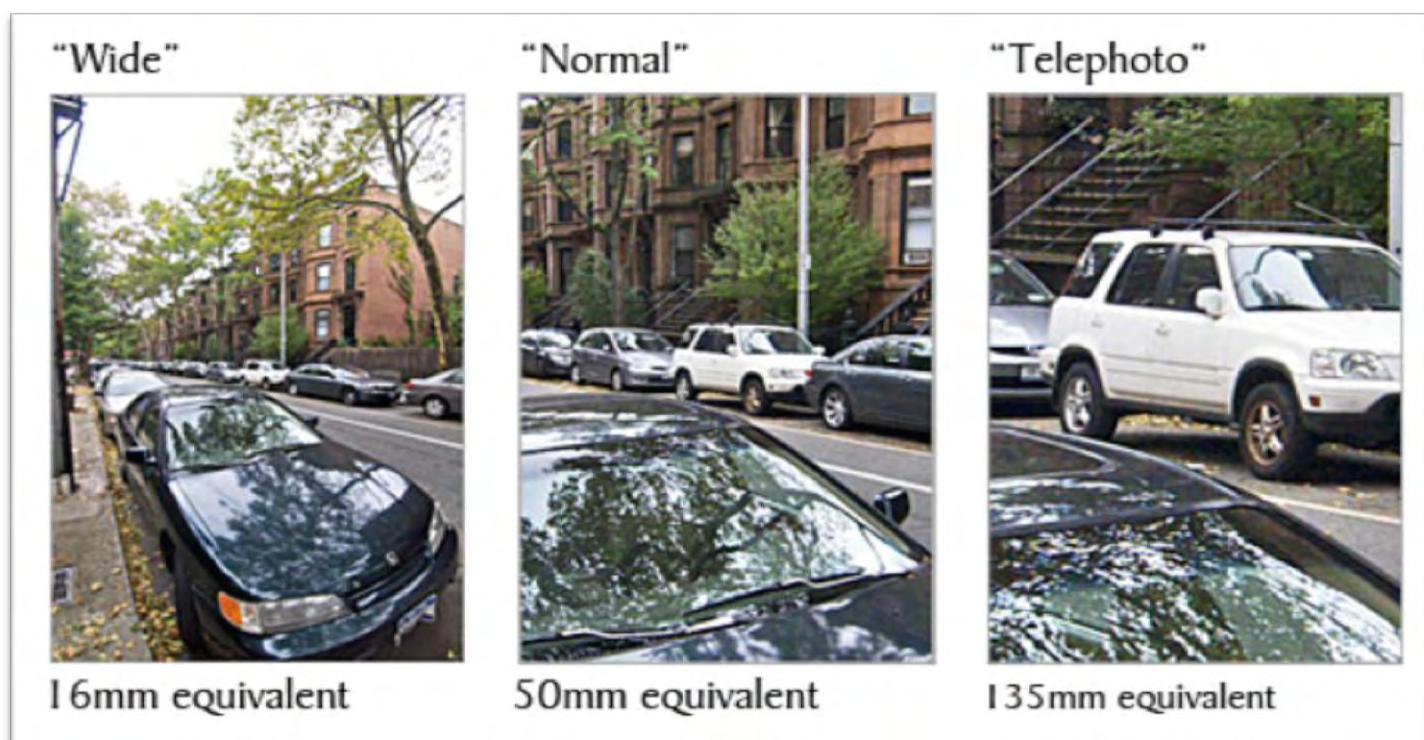 “Wide”
“Normal”
“Telephoto”
16mm equivalent
50mm equivalent
135mm equivalent